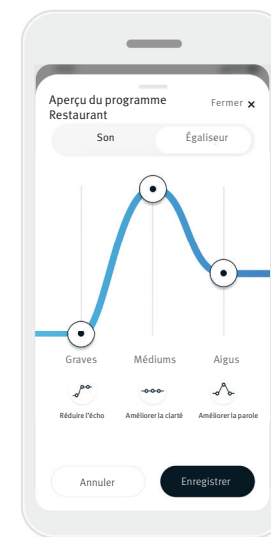 Aperçu du programme
Restaurant
Fermer ×
Son Égaliseur
Graves Médiums Aigus
Réduire l'écho Améliorer la clarté Améliorer la parole
Annuler Enregistrer